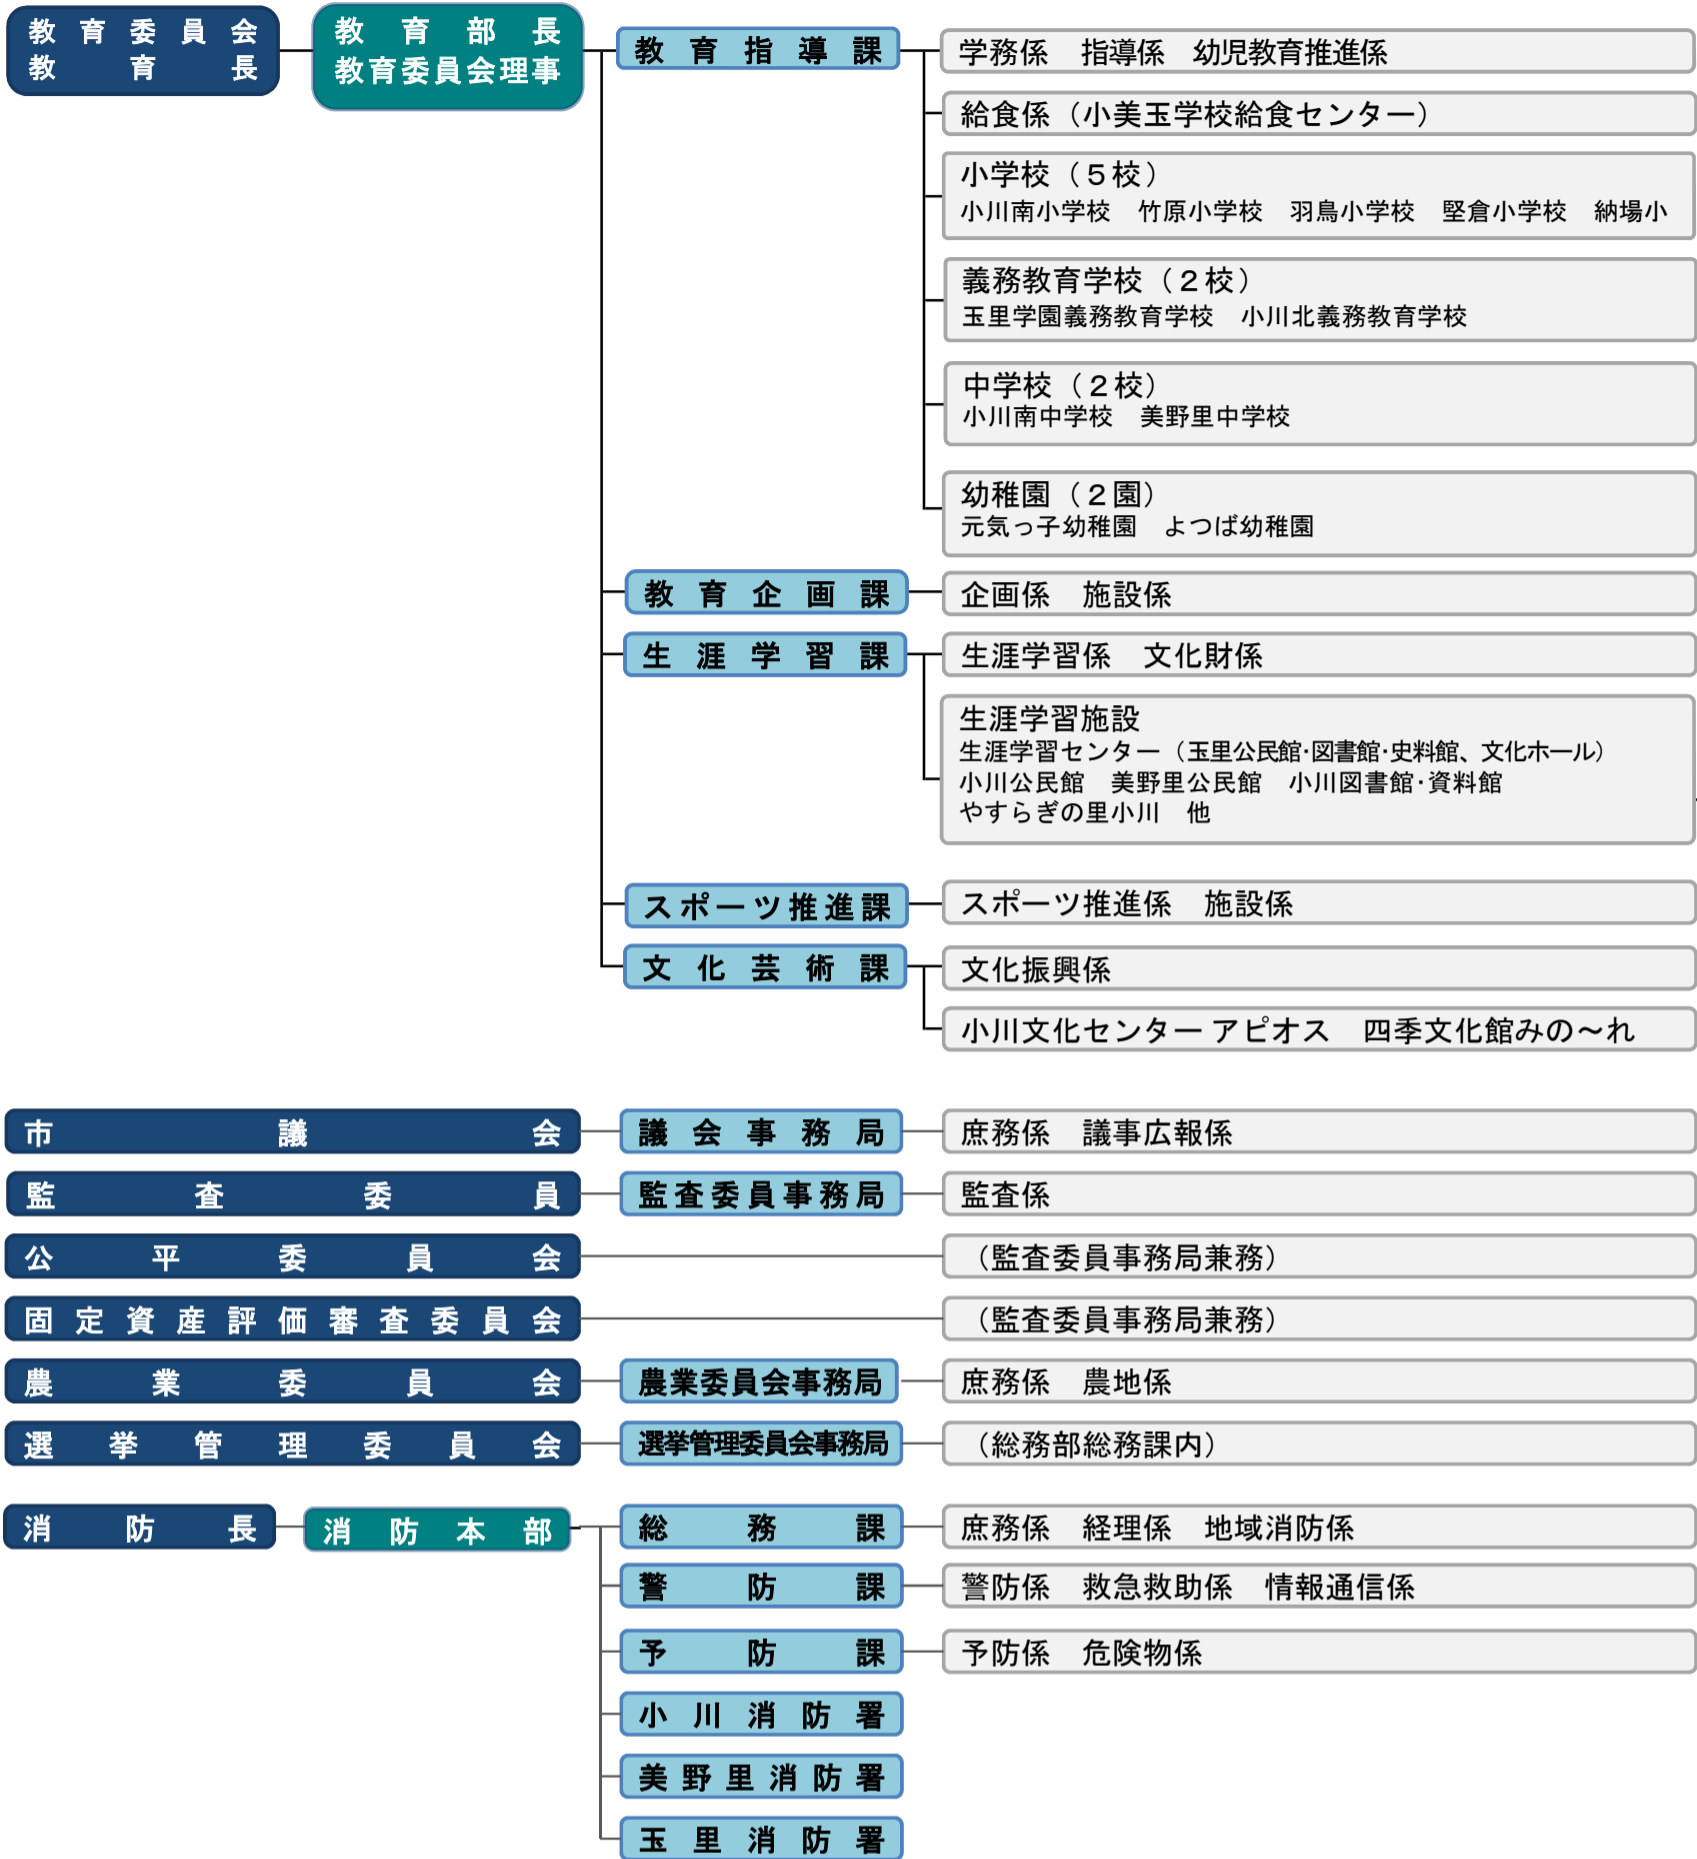 教育委員会
教育長
教育部長
教育委員会理事
教育指導課
学務係　指導係　幼児教育推進係
給食係（小美玉学校給食センター）
小学校（５校）
小川南小学校　竹原小学校　羽鳥小学校　堅倉小学校　納場小
義務教育学校（２校）
玉里学園義務教育学校　小川北義務教育学校
中学校（２校）
小川南中学校　美野里中学校
幼稚園（２園）
元気っ子幼稚園　よつば幼稚園
教育企画課
企画係　施設係
生涯学習課
生涯学習係　文化財係
生涯学習施設
生涯学習センター（玉里公民館・図書館・史料館、文化ホール）
小川公民館　美野里公民館　小川図書館・資料館
やすらぎの里小川　他
スポーツ推進課
スポーツ推進係　施設係
文化芸術課
文化振興係
小川文化センター アピオス　四季文化館みの～れ
市議会
議会事務局
庶務係　議事広報係
監査委員
監査委員事務局
監査係
公平委員会
（監査委員事務局兼務）
固定資産評価審査委員会
（監査委員事務局兼務）
農業委員会
農業委員会事務局
庶務係　農地係
選挙管理委員会
選挙管理委員会事務局
（総務部総務課内）
消防長
消防本部
総務課
庶務係　経理係　地域消防係
警防課
警防係　救急救助係　情報通信係
予防課
予防係　危険物係
小川消防署
美野里消防署
玉里消防署